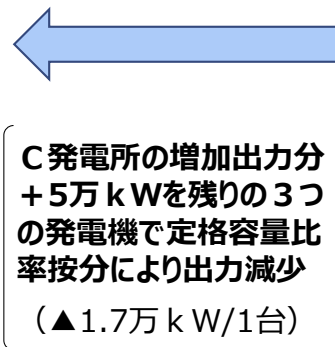 C発電所の増加出力分
+5万kWを残りの3つ
の発電機で定格容量比
率按分により出力減少
（▲1.7万kW/1台）